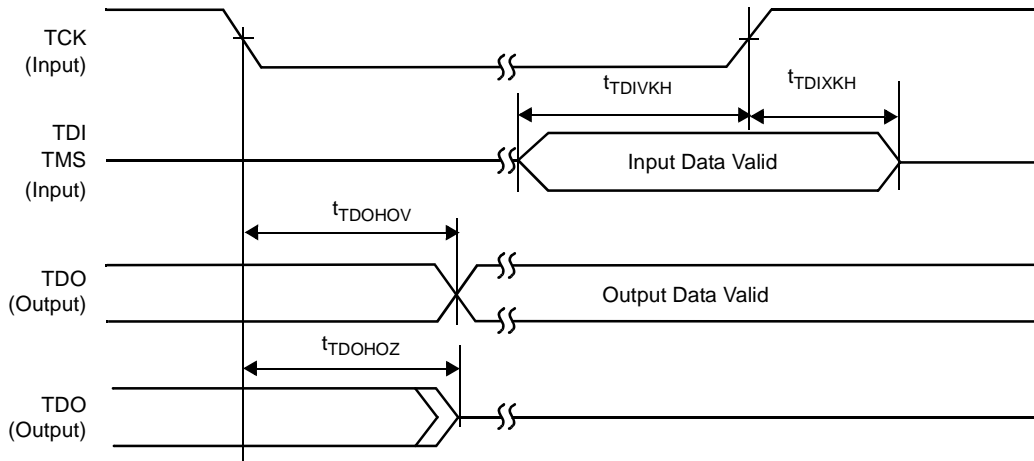 TCK
(Input)
tTDIVKH
tTDIXKH
TDI
TMS
(Input)
Input Data Valid
tTDOHOV
TDO
(Output)
Output Data Valid
tTDOHOZ
TDO
(Output)